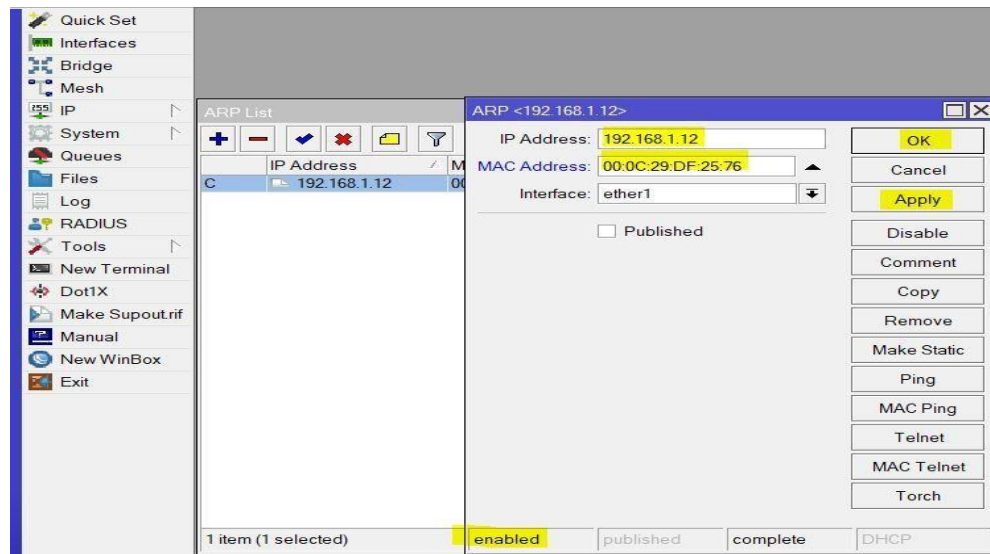 Quick Set
Interfaces
Bridge
Mesh
255 IP
System
Queues
Files
Log
RADIUS
Tools
New Terminal
Dot1X
Make Supout.rif
Manual
New WinBox
Exit
ARP List
IP Address M
C 192.168.1.12 00
1 item (1 selected)
ARP <192.168.1.12>
IP Address: 192.168.1.12
MAC Address: 00:0C:29:DF:25:76
Interface: ether1
Published
OK
Cancel
Apply
Disable
Comment
Copy
Remove
Make Static
Ping
MAC Ping
Telnet
MAC Telnet
Torch
enabled published complete DHCP